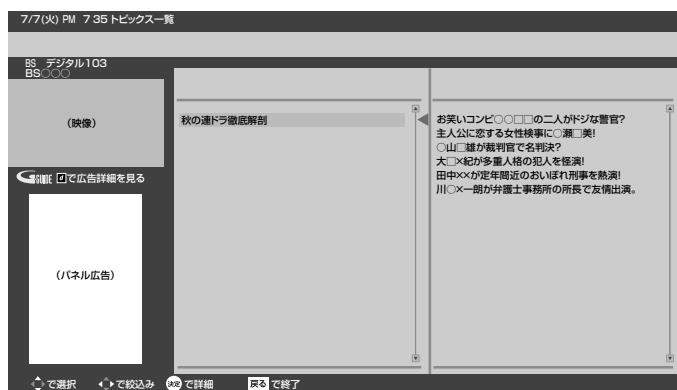 7/7(火) PM 7 35 トピックス一覧
BS デジタル103
BS○○○
(映像)
GGUIDE dで広告詳細を見る
(パネル広告)
秋の連ドラ徹底解剖
お笑いコンビ○○□□の二人がドジな警官?
主人公に恋する女性検事に○瀬□美!
○山□雄が裁判官で名判決?
大□×紀が多重人格の犯人を怪演!
田中××が定年間近のおいぼれ刑事を熱演!
川○×一朗が弁護士事務所の所長で友情出演。
で選択 で絞込み 決定 で詳細 戻る で終了